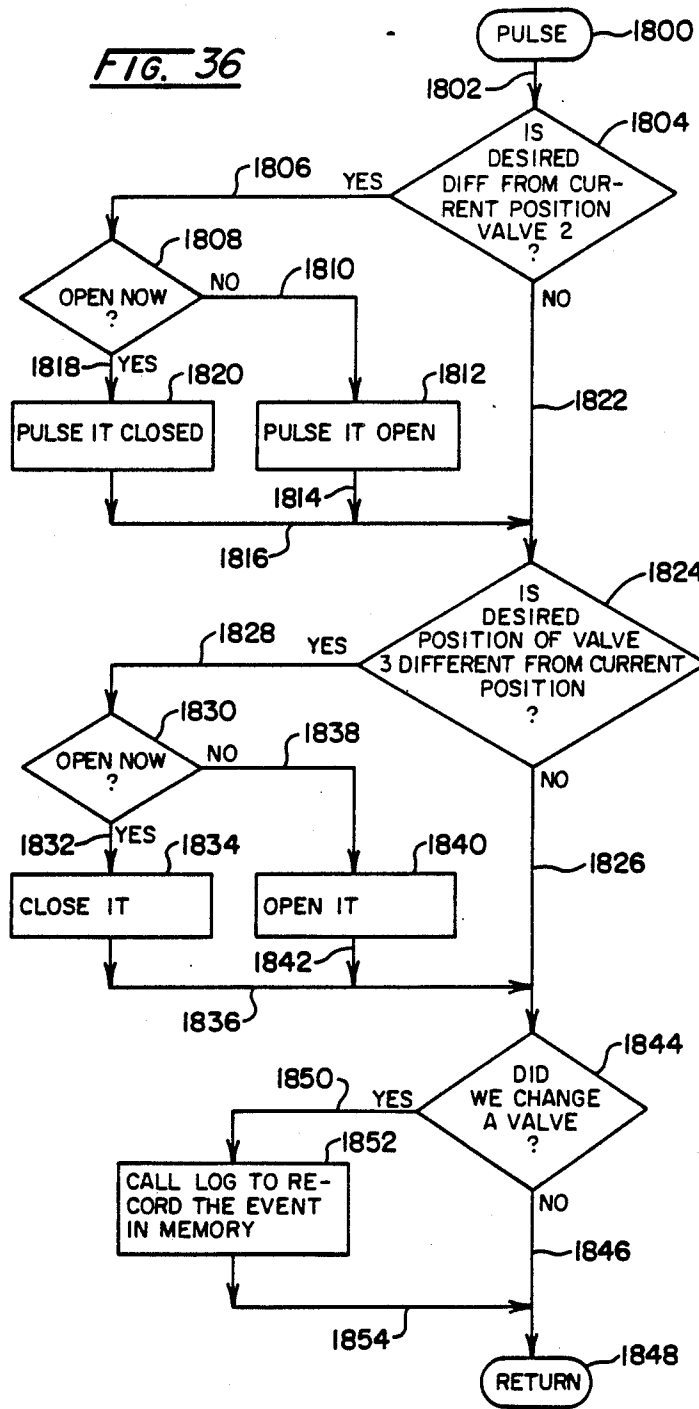 FIG. 36
PULSE
1800
1802
1804
IS
DESIRED
DIFF FROM CUR-
RENT POSITION
VALVE 2
?
1806
YES
NO
1808
OPEN NOW
?
NO
1810
1818
YES
1820
1812
1822
PULSE IT CLOSED
PULSE IT OPEN
1814
1816
1824
IS
DESIRED
POSITION OF VALVE
3 DIFFERENT FROM CURRENT
POSITION
?
1828
YES
NO
1830
OPEN NOW
?
NO
1838
1832
YES
1834
1840
1826
CLOSE IT
OPEN IT
1842
1836
1844
DID
WE CHANGE
A VALVE
?
1850
YES
NO
1852
CALL LOG TO RE-
CORD THE EVENT
IN MEMORY
1846
1854
1848
RETURN